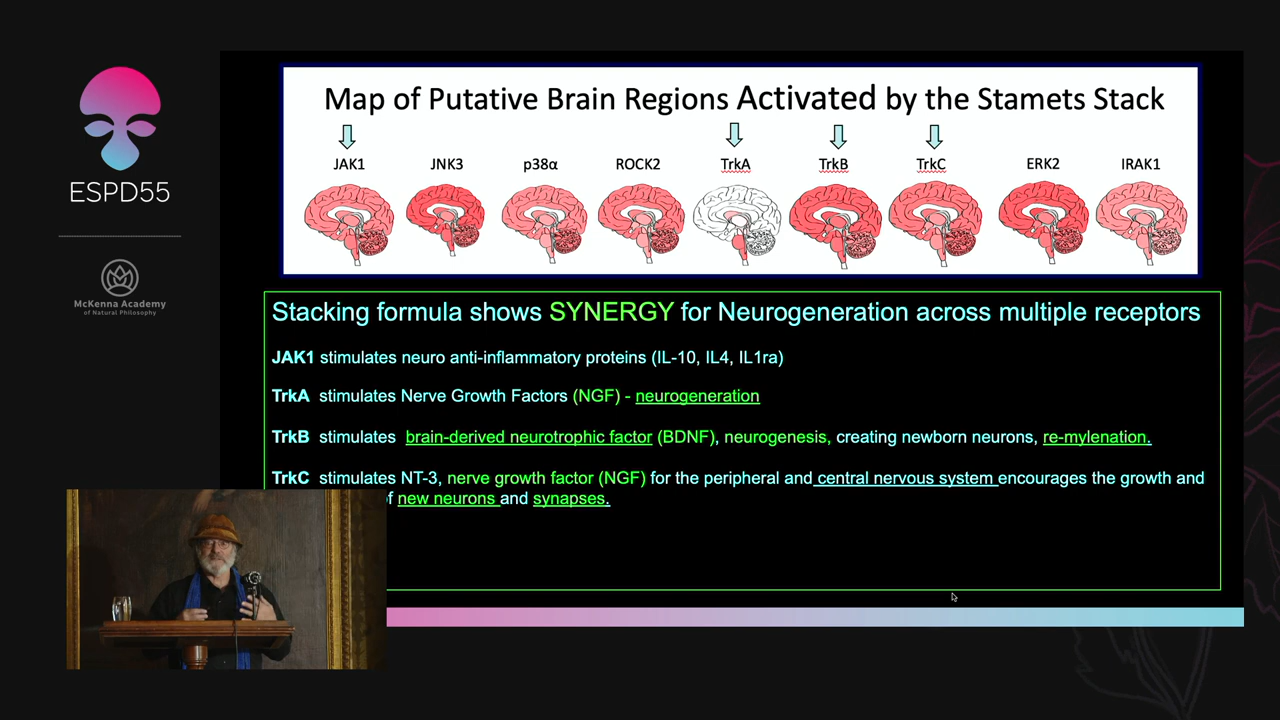 ESPD55
McKenna Academy
of Natural Philosophy
Map of Putative Brain Regions Activated by the Stamets Stack
JAK1 JNK3 p38α ROCK2 TrkA TrkB TrkC ERK2 IRAK1
Stacking formula shows SYNERGY for Neurogeneration across multiple receptors
JAK1 stimulates neuro anti-inflammatory proteins (IL-10, IL4, IL1ra)
TrkA stimulates Nerve Growth Factors (NGF) - neurogeneration
TrkB stimulates brain-derived neurotrophic factor (BDNF), neurogenesis, creating newborn neurons, re-mylenation.
TrkC stimulates NT-3, nerve growth factor (NGF) for the peripheral and central nervous system encourages the growth and
new neurons and synapses.